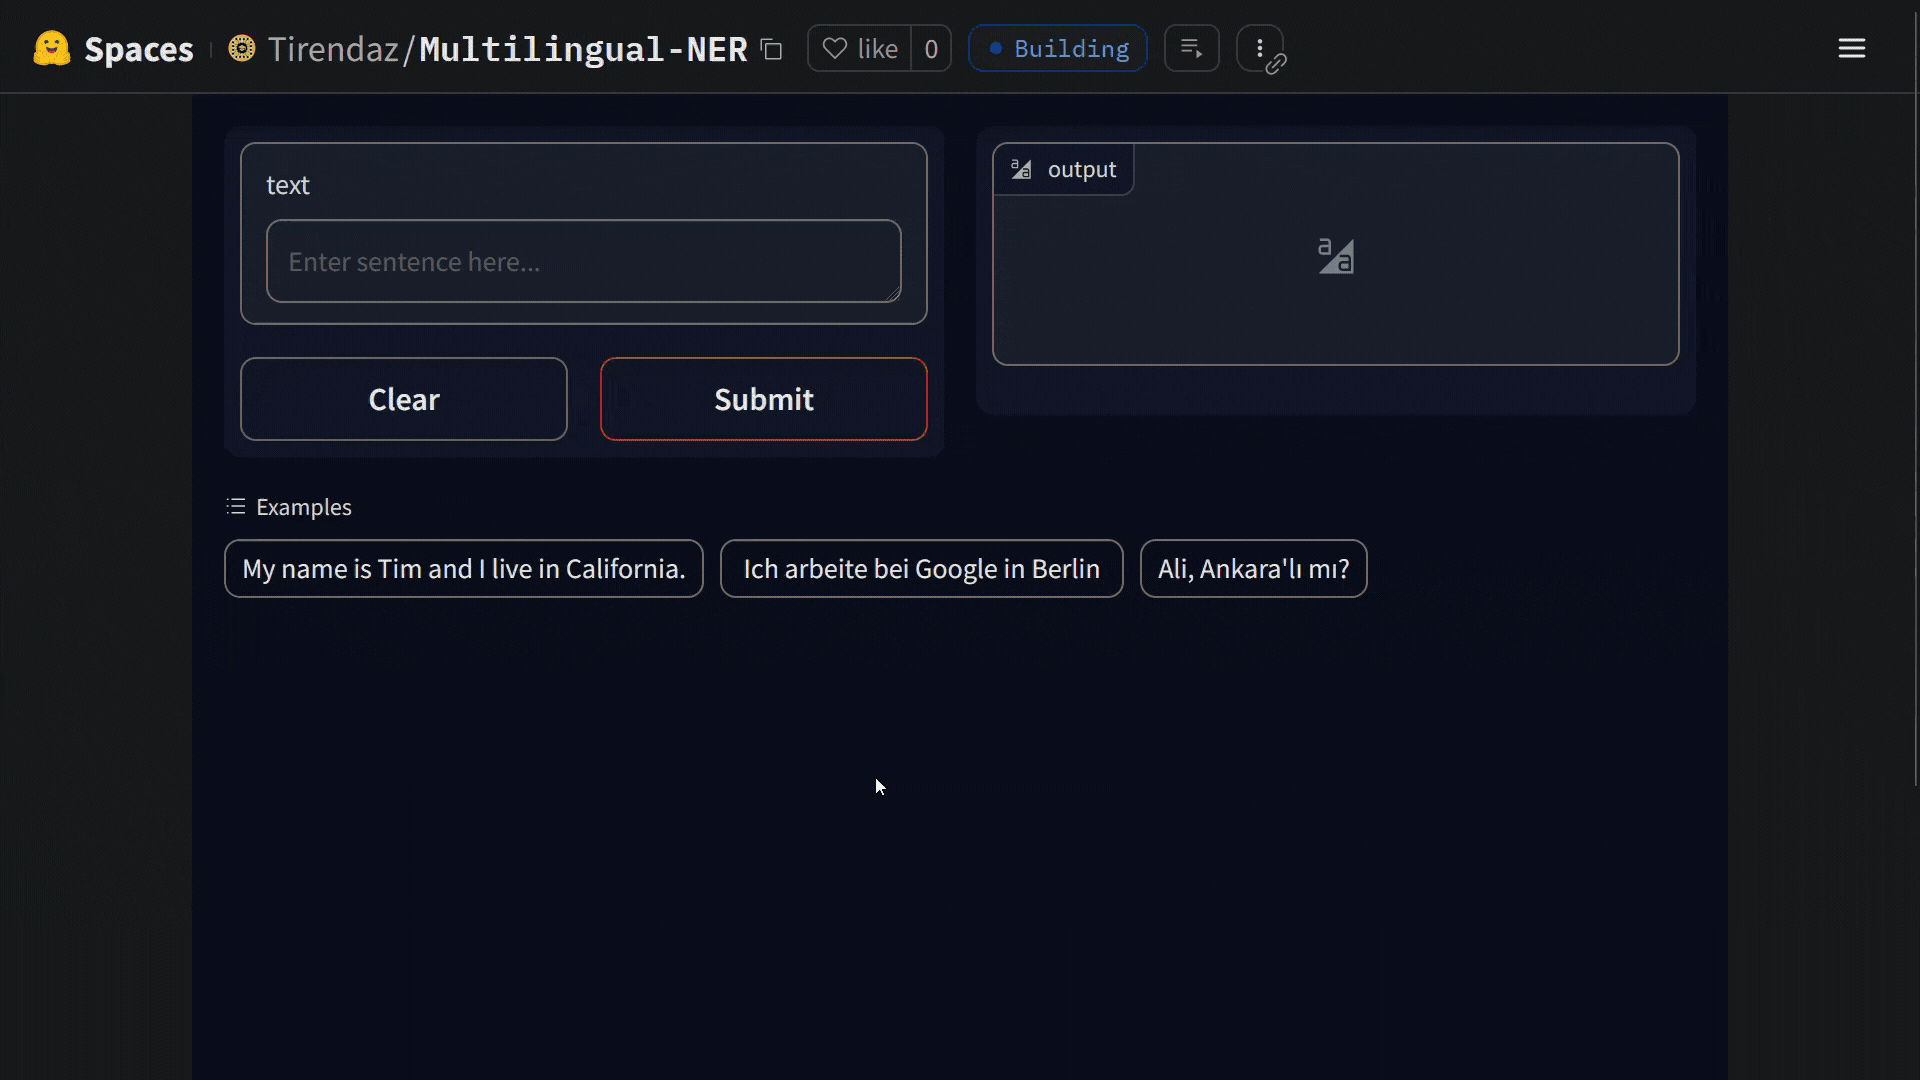 Spaces Tirendaz/Multilingual-NER like 0 Building
text
Enter sentence here...
Clear Submit
output
Examples
My name is Tim and I live in California. Ich arbeite bei Google in Berlin Ali, Ankara'lı mı?